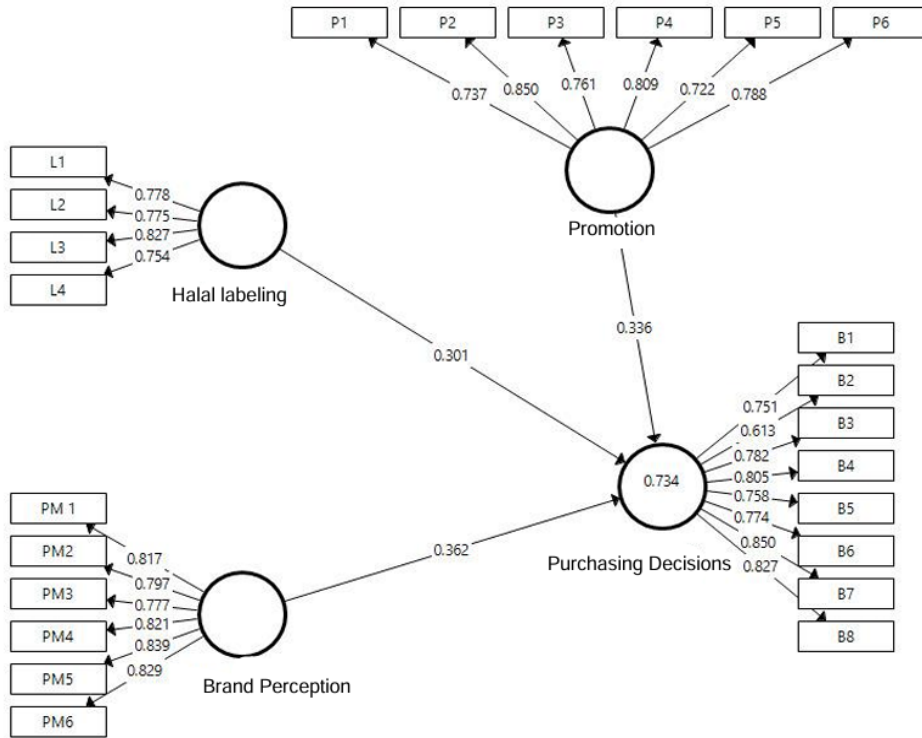 P1
P2
P3
P4
P5
P6
0.737
0.850
0.761
0.809
0.722
0.788
Promotion
L1
L2
L3
L4
0.778
0.775
0.827
0.754
Halal labeling
0.301
0.336
B1
B2
B3
B4
B5
B6
B7
B8
0.751
0.613
0.782
0.805
0.758
0.774
0.850
0.827
0.734
Purchasing Decisions
PM 1
PM2
PM3
PM4
PM5
PM6
0.817
0.797
0.777
0.821
0.839
0.829
0.362
Brand Perception